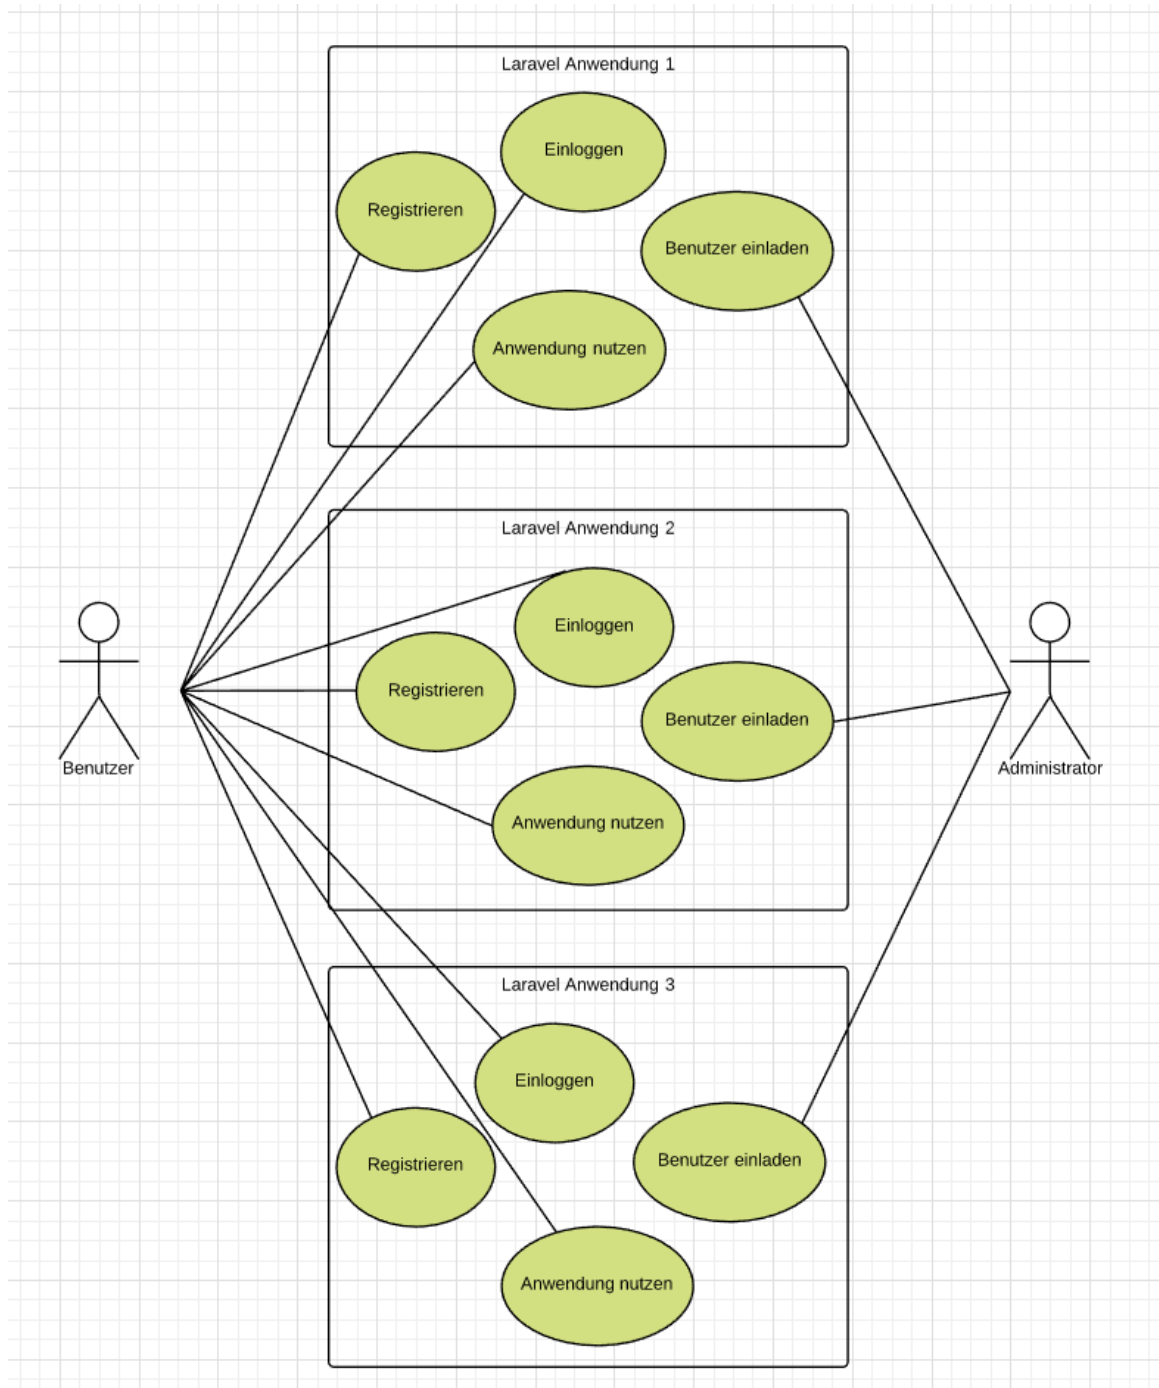 Laravel Anwendung 1
Einloggen
Registrieren
Benutzer einladen
Anwendung nutzen
Laravel Anwendung 2
Einloggen
Registrieren
Benutzer einladen
Anwendung nutzen
Benutzer
Administrator
Laravel Anwendung 3
Einloggen
Registrieren
Benutzer einladen
Anwendung nutzen